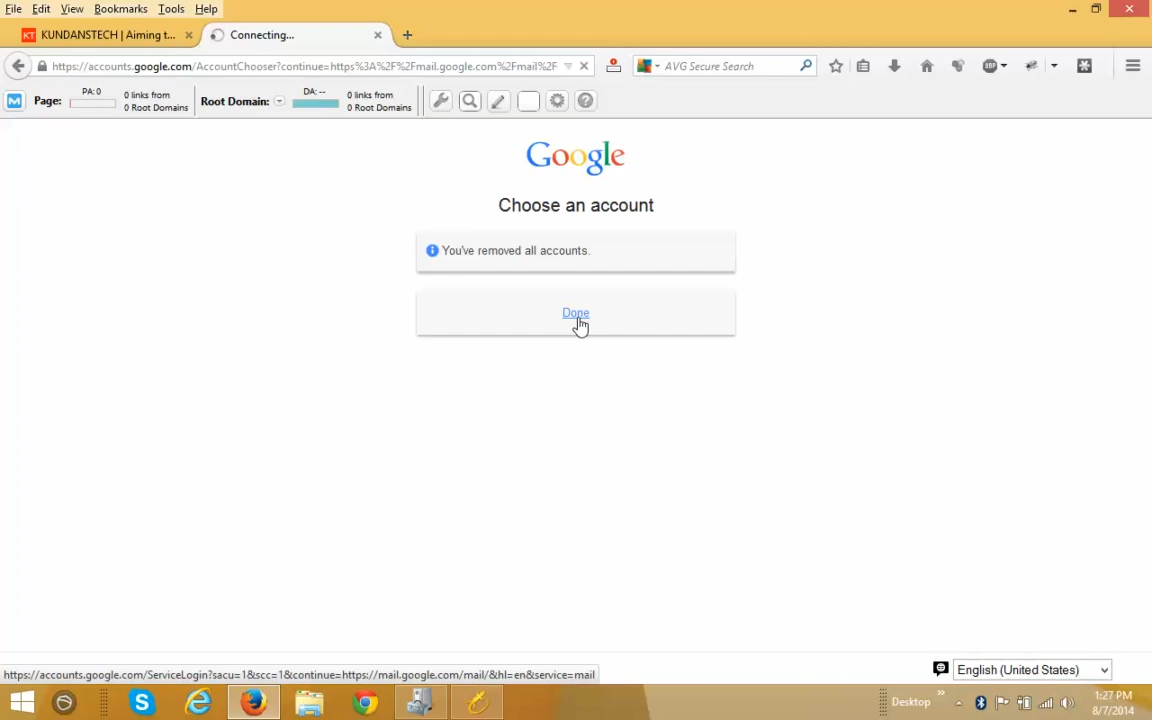 File Edit View Bookmarks Tools Help
KT KUNDANSTECH | Aiming t... Connecting...
https://accounts.google.com/AccountChooser?continue=https%3A%2F%2Fmail.google.com%2Fmail%2F
AVG Secure Search
ABP
M Page: PA: 0 0 links from 0 Root Domains Root Domain: DA: -- 0 links from 0 Root Domains
Google
Choose an account
You've removed all accounts.
Done
https://accounts.google.com/ServiceLogin?sacu=1&scc=1&continue=https://mail.google.com/mail/&hl=en&service=mail
English (United States)
Desktop
1:27 PM
8/7/2014